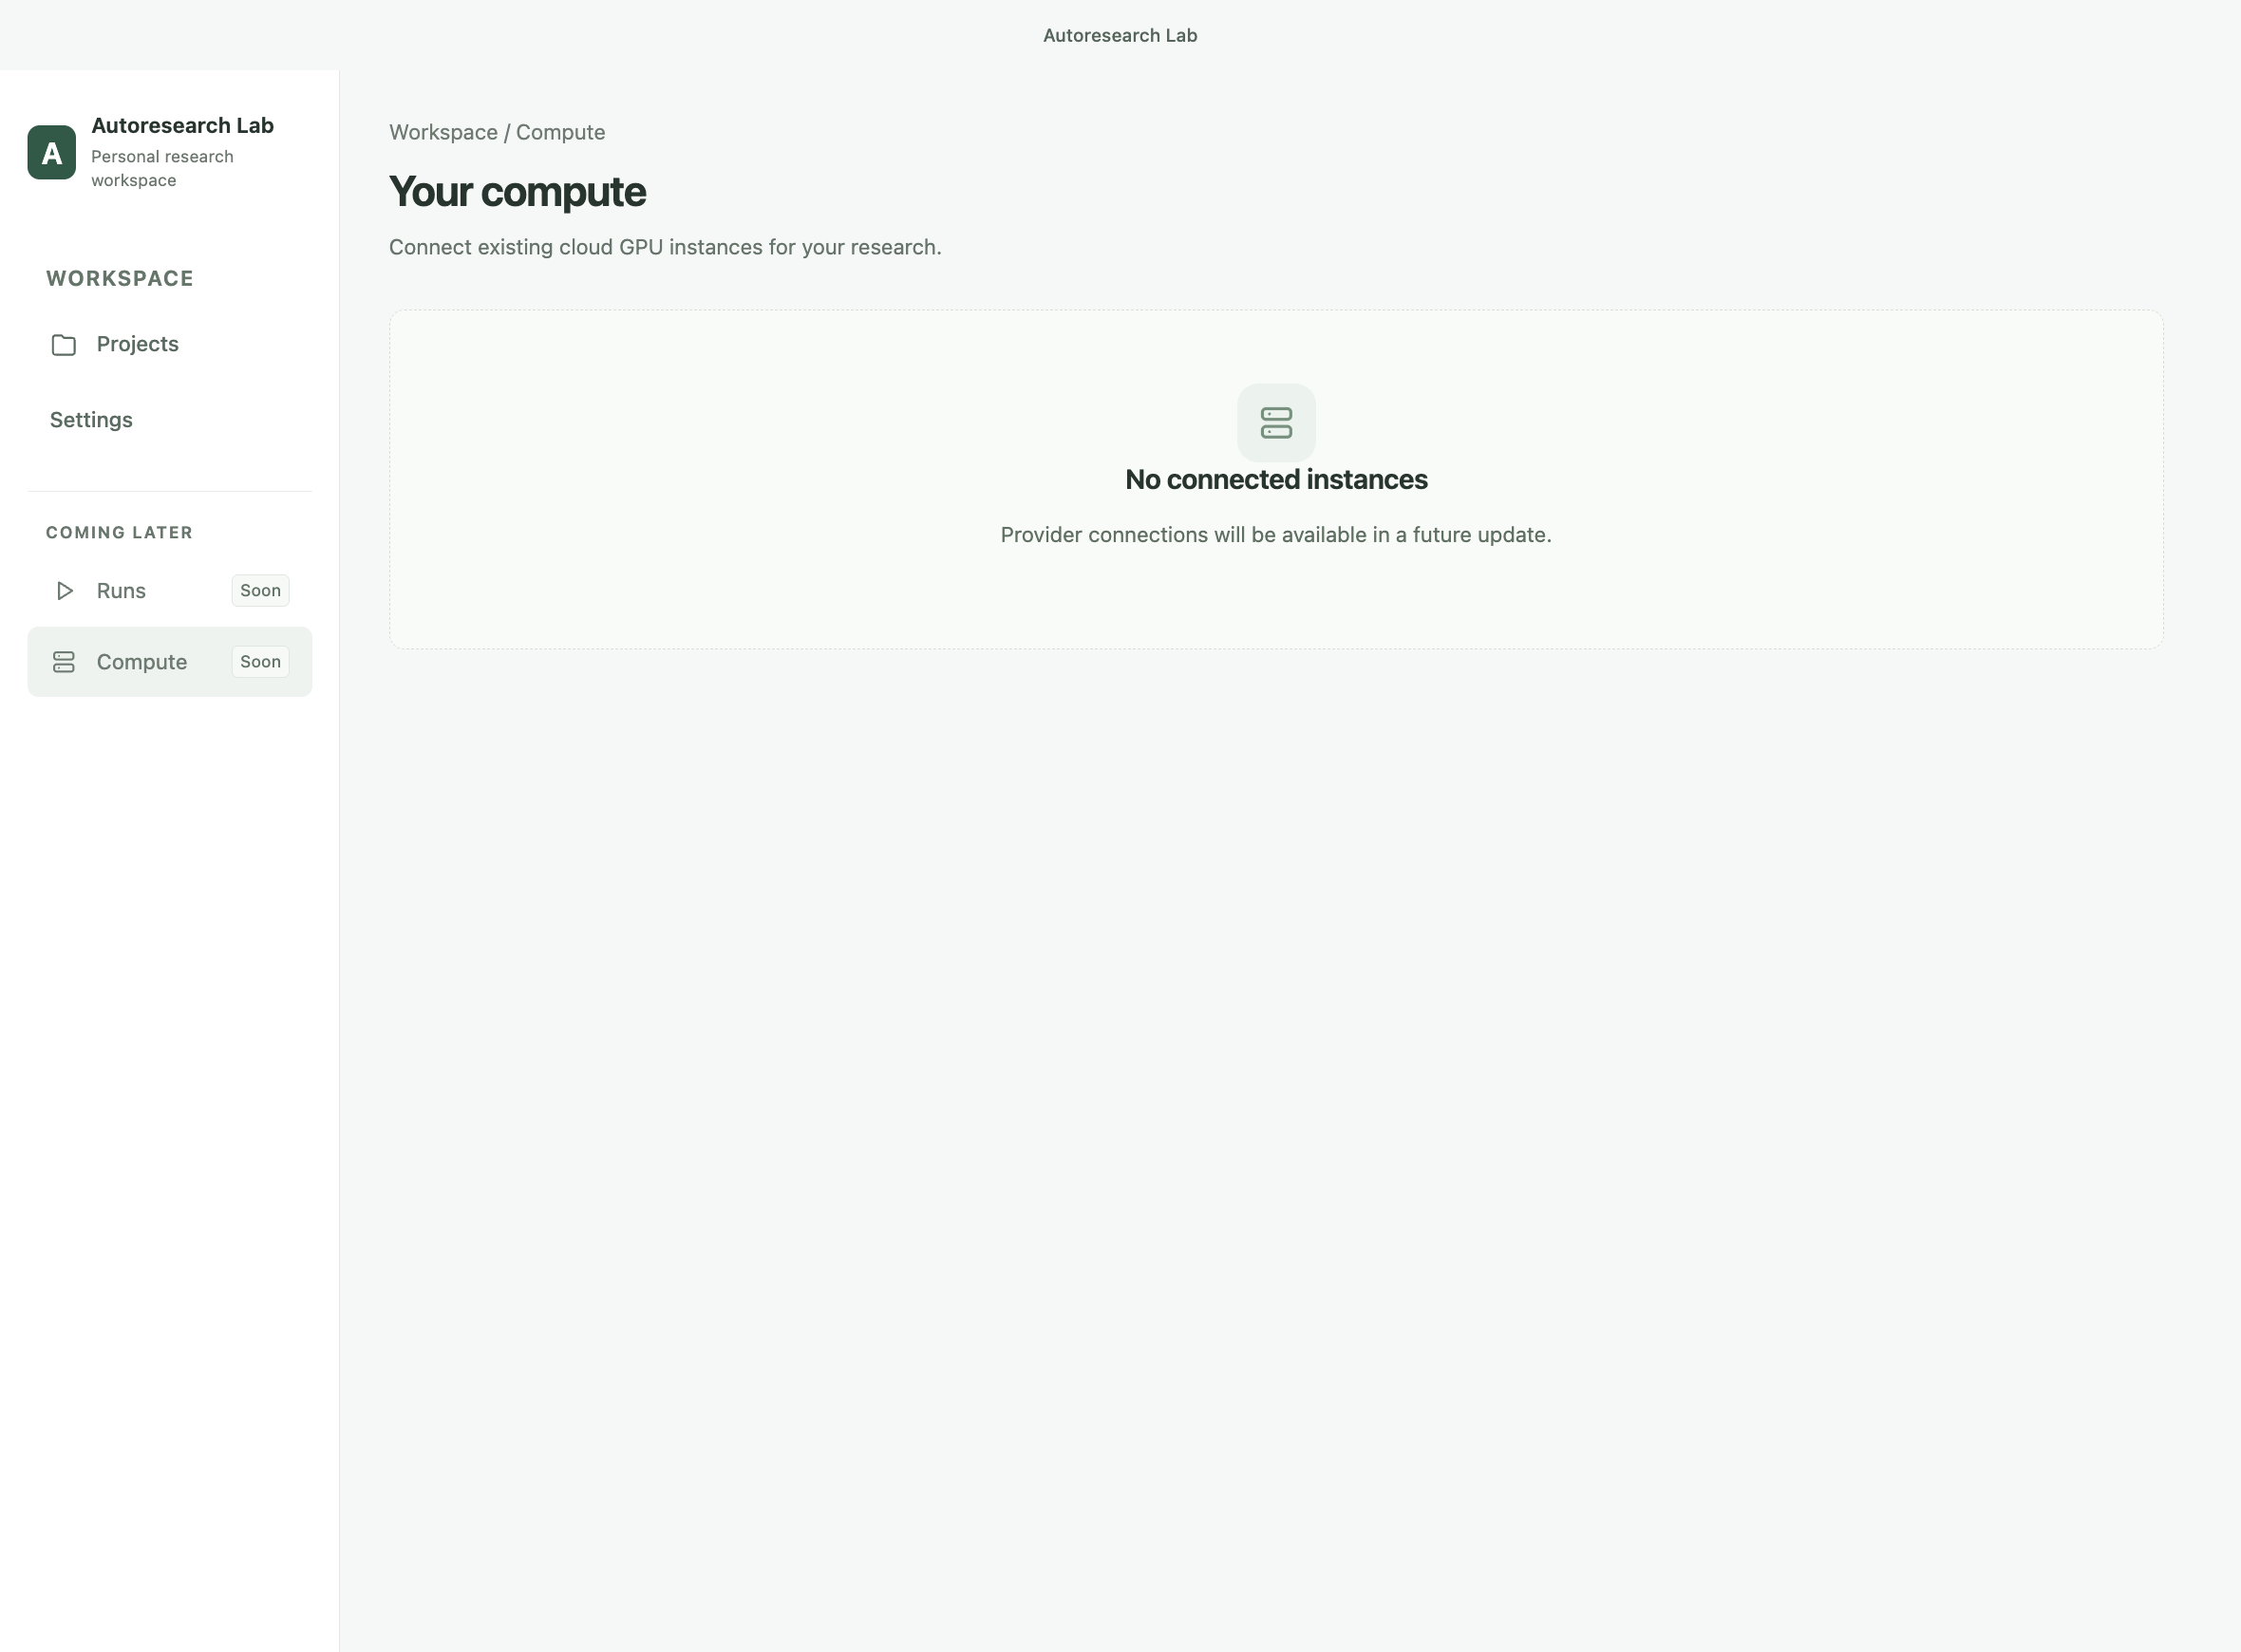 Autoresearch Lab
A
Autoresearch Lab
Personal research
workspace
WORKSPACE
Projects
Settings
COMING LATER
Runs
Soon
Compute
Soon
Workspace / Compute
Your compute
Connect existing cloud GPU instances for your research.
No connected instances
Provider connections will be available in a future update.